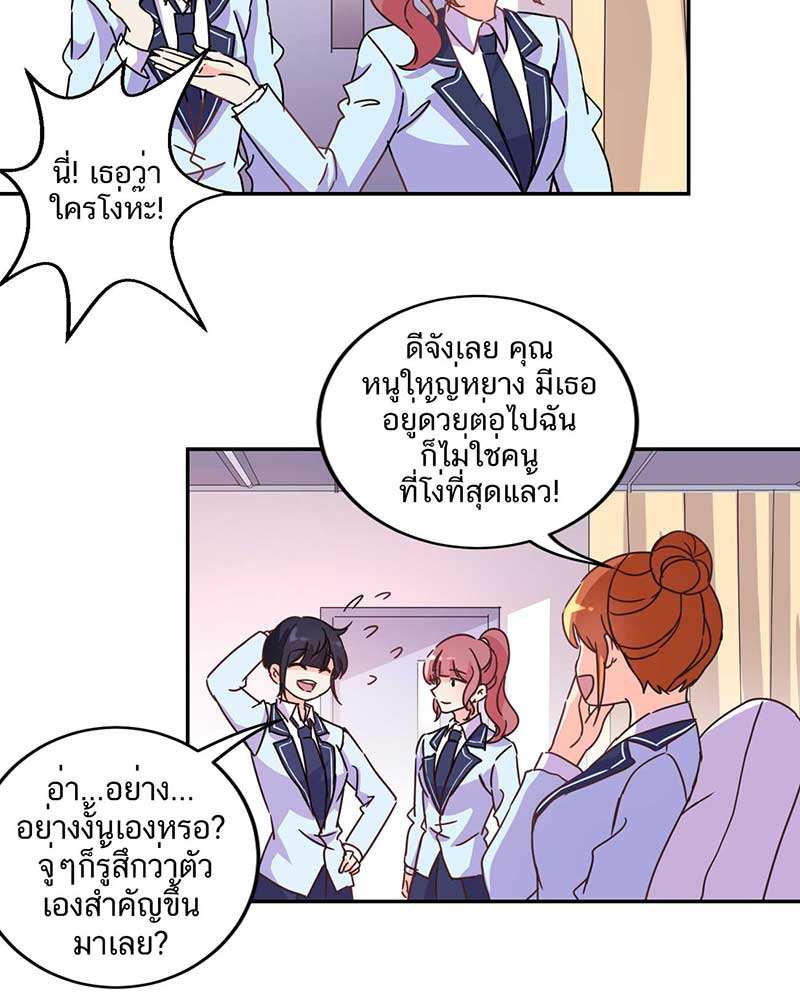 นี่! เธอว่า
ใครโง่ห๊ะ!
ดีจังเลย คุณ
หนูใหญ่หยาง มีเธอ
อยู่ด้วยต่อไปฉัน
ก็ไม่ใช่คน
ที่โง่ที่สุดแล้ว!
อ่า...อย่าง...
อย่างงั้นเองหรอ?
จู่ๆก็รู้สึกว่าตัว
เองสำคัญขึ้น
มาเลย?